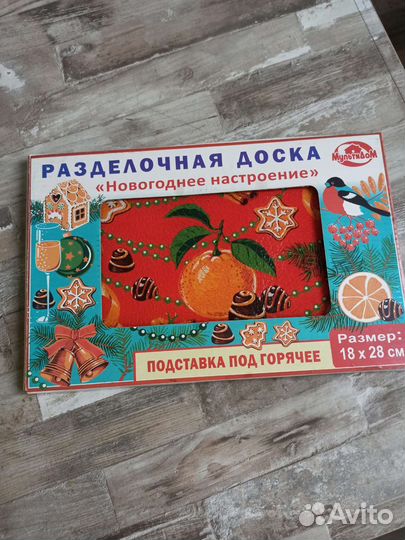 МУЛЬТИДОМ
РАЗДЕЛОЧНАЯ ДОСКА
«Новогоднее настроение»
ПОДСТАВКА ПОД ГОРЯЧЕЕ
Размер:
18 x 28 см
Avito